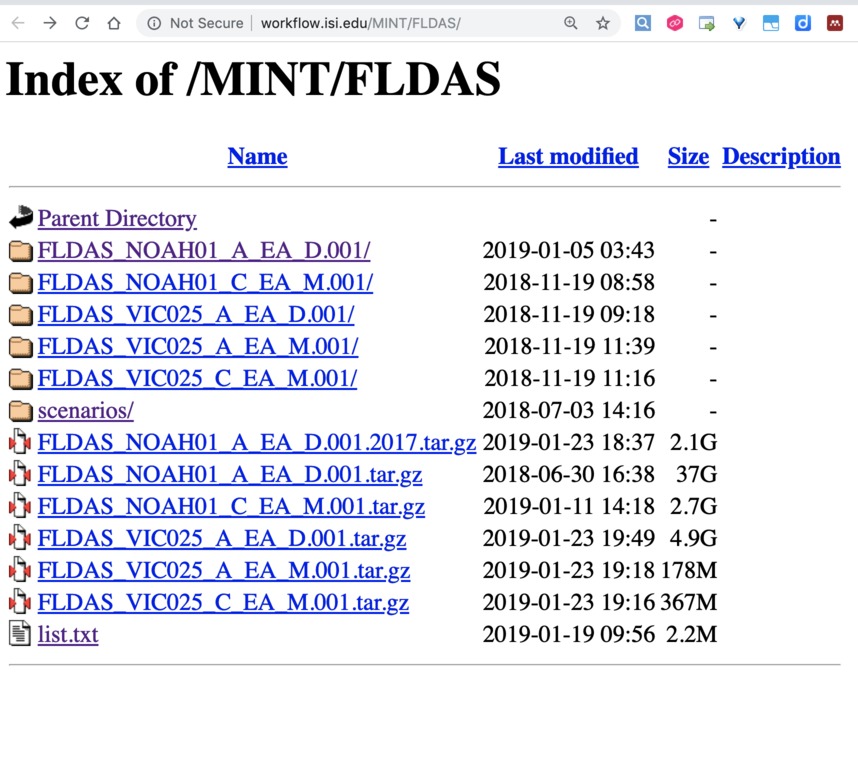 Not Secure workflow.isi.edu/MINT/FLDAS/
Index of /MINT/FLDAS
Name Last modified Size Description
Parent Directory -
FLDAS_NOAH01_A_EA_D.001/ 2019-01-05 03:43 -
FLDAS_NOAH01_C_EA_M.001/ 2018-11-19 08:58 -
FLDAS_VIC025_A_EA_D.001/ 2018-11-19 09:18 -
FLDAS_VIC025_A_EA_M.001/ 2018-11-19 11:39 -
FLDAS_VIC025_C_EA_M.001/ 2018-11-19 11:16 -
scenarios/ 2018-07-03 14:16 -
FLDAS_NOAH01_A_EA_D.001.2017.tar.gz 2019-01-23 18:37 2.1G
FLDAS_NOAH01_A_EA_D.001.tar.gz 2018-06-30 16:38 37G
FLDAS_NOAH01_C_EA_M.001.tar.gz 2019-01-11 14:18 2.7G
FLDAS_VIC025_A_EA_D.001.tar.gz 2019-01-23 19:49 4.9G
FLDAS_VIC025_A_EA_M.001.tar.gz 2019-01-23 19:18 178M
FLDAS_VIC025_C_EA_M.001.tar.gz 2019-01-23 19:16 367M
list.txt 2019-01-19 09:56 2.2M